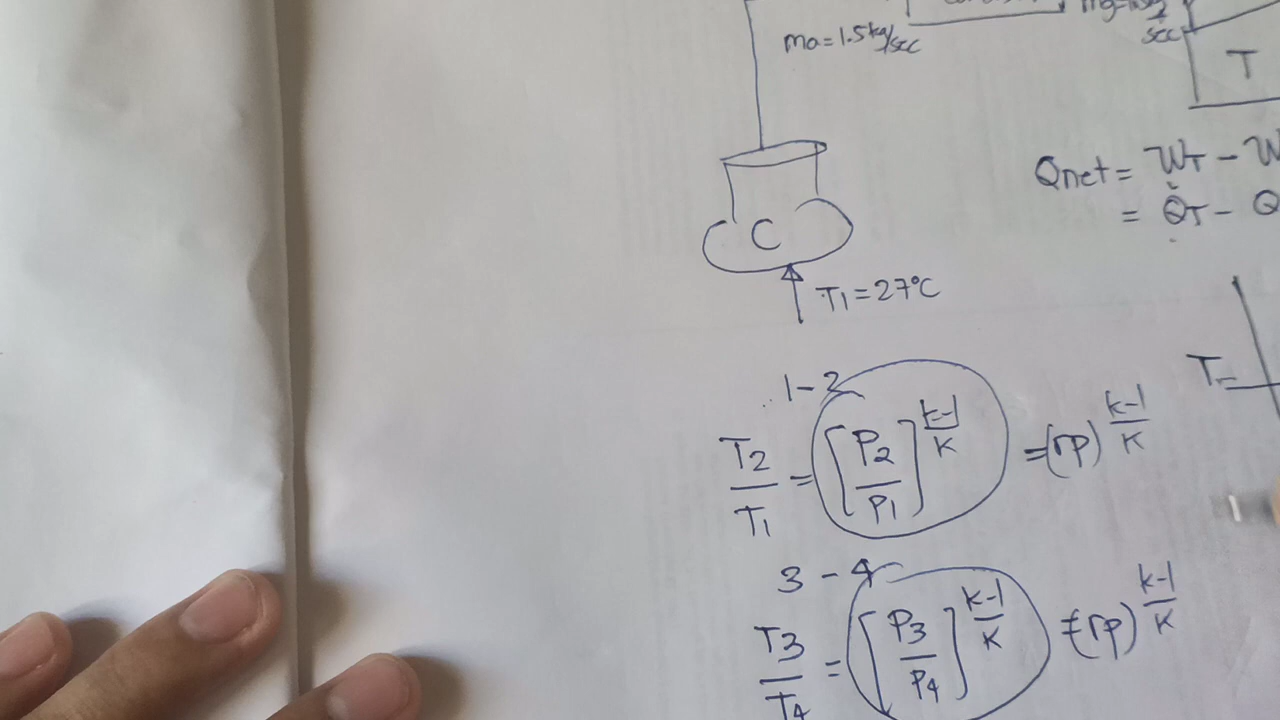 ma=1.5kg/sec
sec
T
C
T1=27°C
Qnet= WT - W
= QT - Q
1-2
T2/T1 = [P2/P1]^k-1/K =(rp)^k-1/K
T
3-4
T3/T4 = [P3/P4]^k-1/K =(rp)^k-1/K